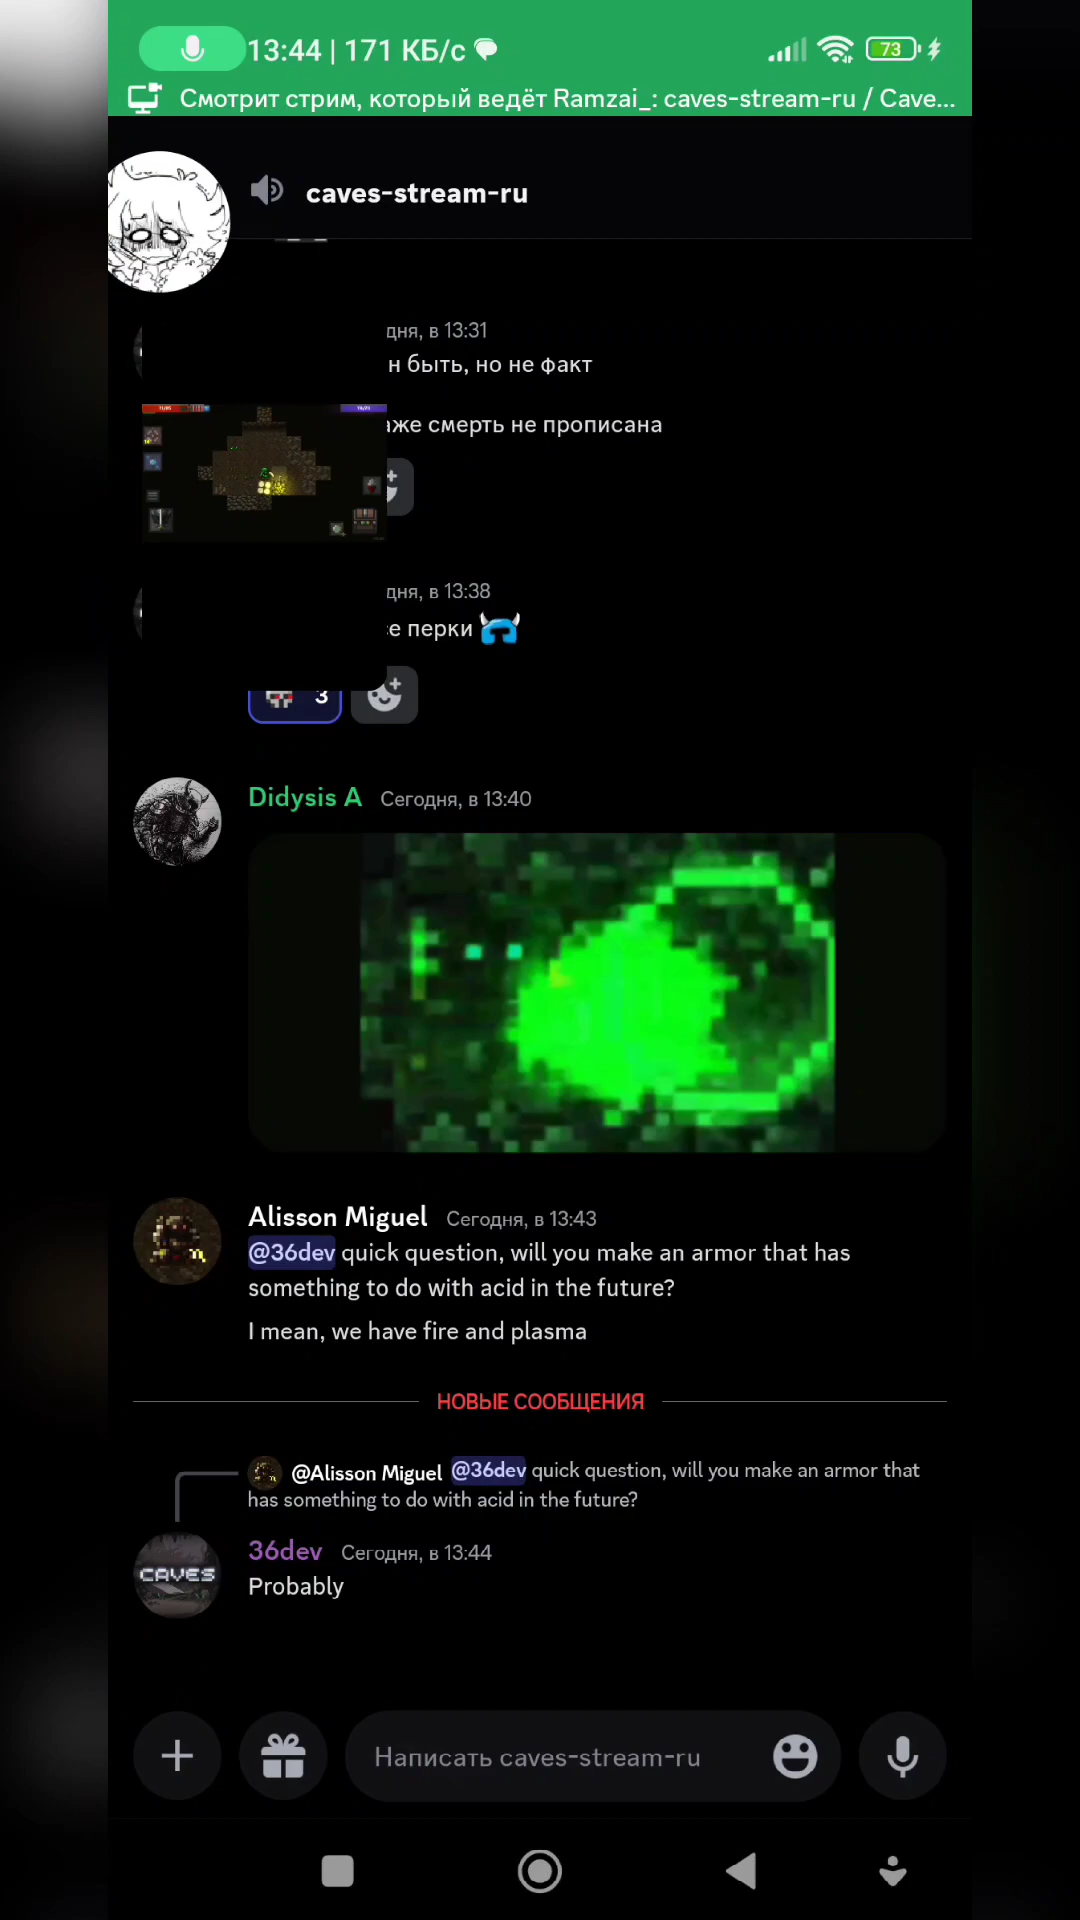 13:44 | 171 КБ/с
73
Смотрит стрим, который ведёт Ramzai_: caves-stream-ru / Cave...
caves-stream-ru
дня, в 13:31
н быть, но не факт
аже смерть не прописана
дня, в 13:38
се перки
3
Didysis A Сегодня, в 13:40
Alisson Miguel Сегодня, в 13:43
@36dev quick question, will you make an armor that has
something to do with acid in the future?
I mean, we have fire and plasma
НОВЫЕ СООБЩЕНИЯ
@Alisson Miguel @36dev quick question, will you make an armor that
has something to do with acid in the future?
36dev Сегодня, в 13:44
CAVES
Probably
Написать caves-stream-ru